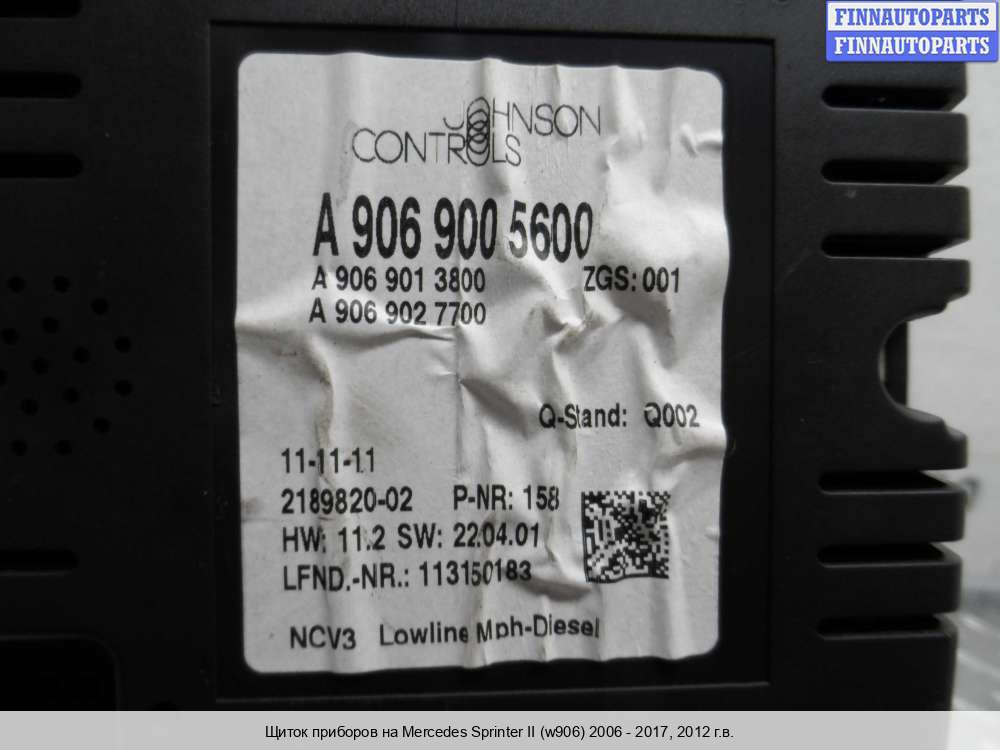 FINNAUTOPARTS
FINNAUTOPARTS
JOHNSON
CONTROLS
A 906 900 5600
A 906 901 3800 ZGS: 001
A 906 902 7700
Q-Stand: Q002
11-11-11
2189820-02 P-NR: 158
HW: 11.2 SW: 22.04.01
LFND.-NR.: 113150183
NCV3 Lowline Mph-Diesel
Щиток приборов на Mercedes Sprinter II (w906) 2006 - 2017, 2012 г.в.